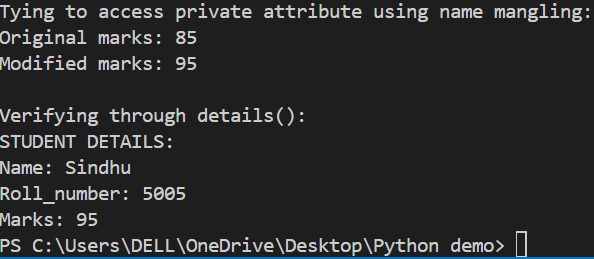 Tying to access private attribute using name mangling:
Original marks: 85
Modified marks: 95
Verifying through details():
STUDENT DETAILS:
Name: Sindhu
Roll_number: 5005
Marks: 95
PS C:\Users\DELL\OneDrive\Desktop\Python demo>